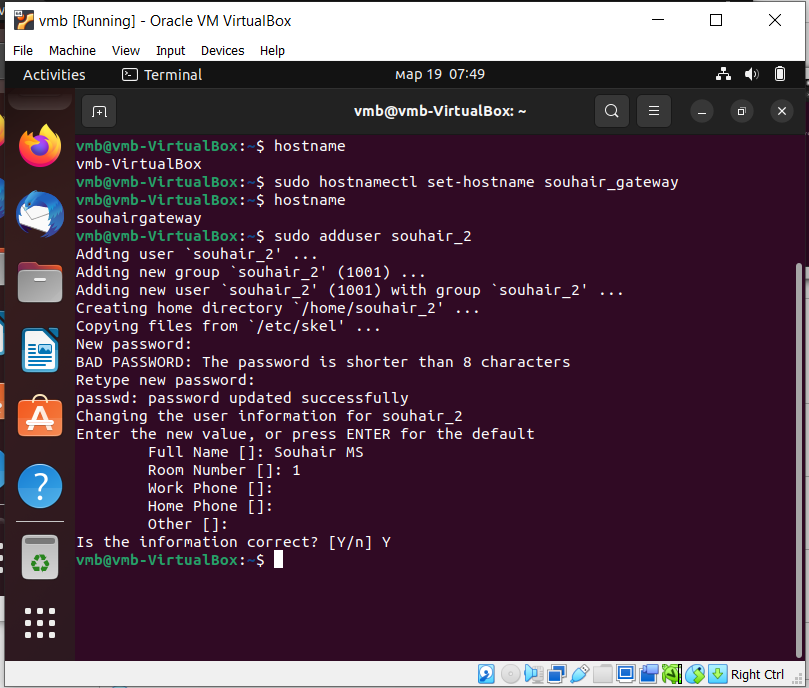 vmb [Running] - Oracle VM VirtualBox
File Machine View Input Devices Help
Activities Terminal мар 19 07:49
vmb@vmb-VirtualBox: ~
vmb@vmb-VirtualBox:~$ hostname
vmb-VirtualBox
vmb@vmb-VirtualBox:~$ sudo hostnamectl set-hostname souhair_gateway
vmb@vmb-VirtualBox:~$ hostname
souhairgateway
vmb@vmb-VirtualBox:~$ sudo adduser souhair_2
Adding user `souhair_2' ...
Adding new group `souhair_2' (1001) ...
Adding new user `souhair_2' (1001) with group `souhair_2' ...
Creating home directory `/home/souhair_2' ...
Copying files from `/etc/skel' ...
New password:
BAD PASSWORD: The password is shorter than 8 characters
Retype new password:
passwd: password updated successfully
Changing the user information for souhair_2
Enter the new value, or press ENTER for the default
Full Name []: Souhair MS
Room Number []: 1
Work Phone []:
Home Phone []:
Other []:
Is the information correct? [Y/n] Y
vmb@vmb-VirtualBox:~$
Right Ctrl